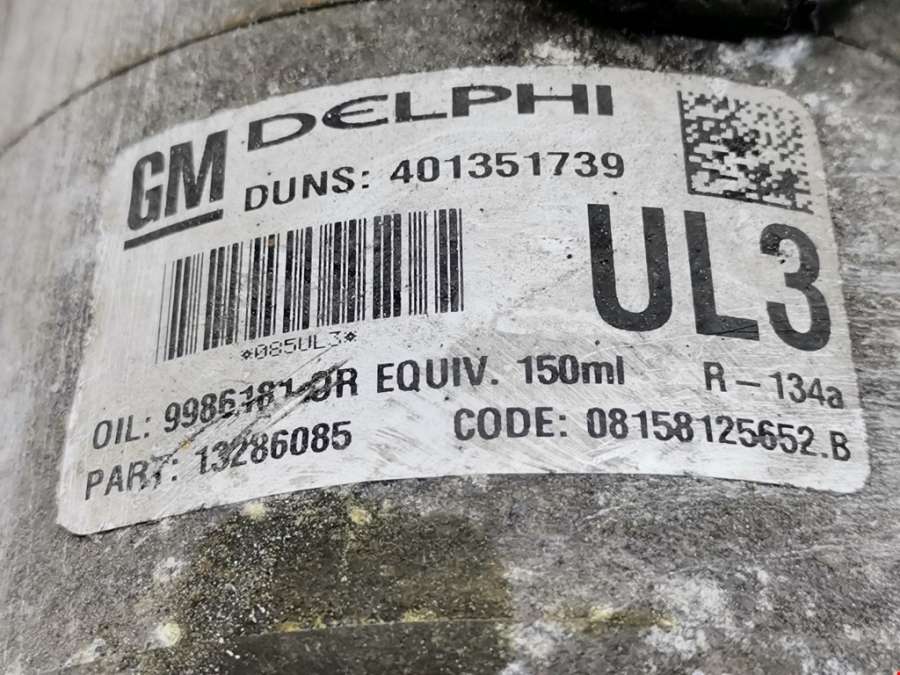 GM DELPHI
DUNS: 401351739
UL3
*085UL3*
OIL: 9986181 OR EQUIV. 150ml R-134a
PART: 13286085 CODE: 08158125652.B